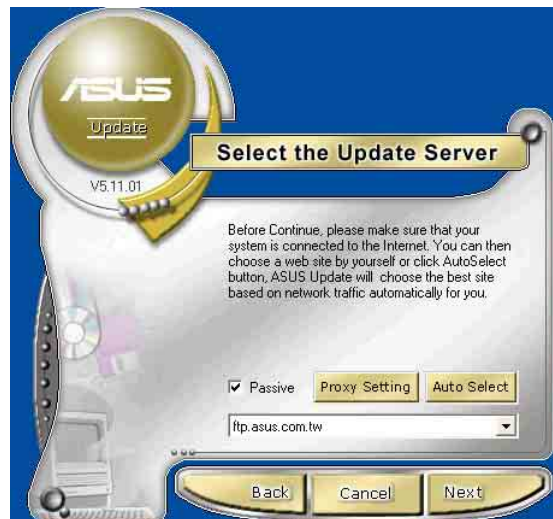 ASUS
Update
V5.11.01
Select the Update Server
Before Continue, please make sure that your
system is connected to the Internet. You can then
choose a web site by yourself or click AutoSelect
button, ASUS Update will choose the best site
based on network traffic automatically for you.
Passive Proxy Setting Auto Select
ftp.asus.com.tw
Back Cancel Next